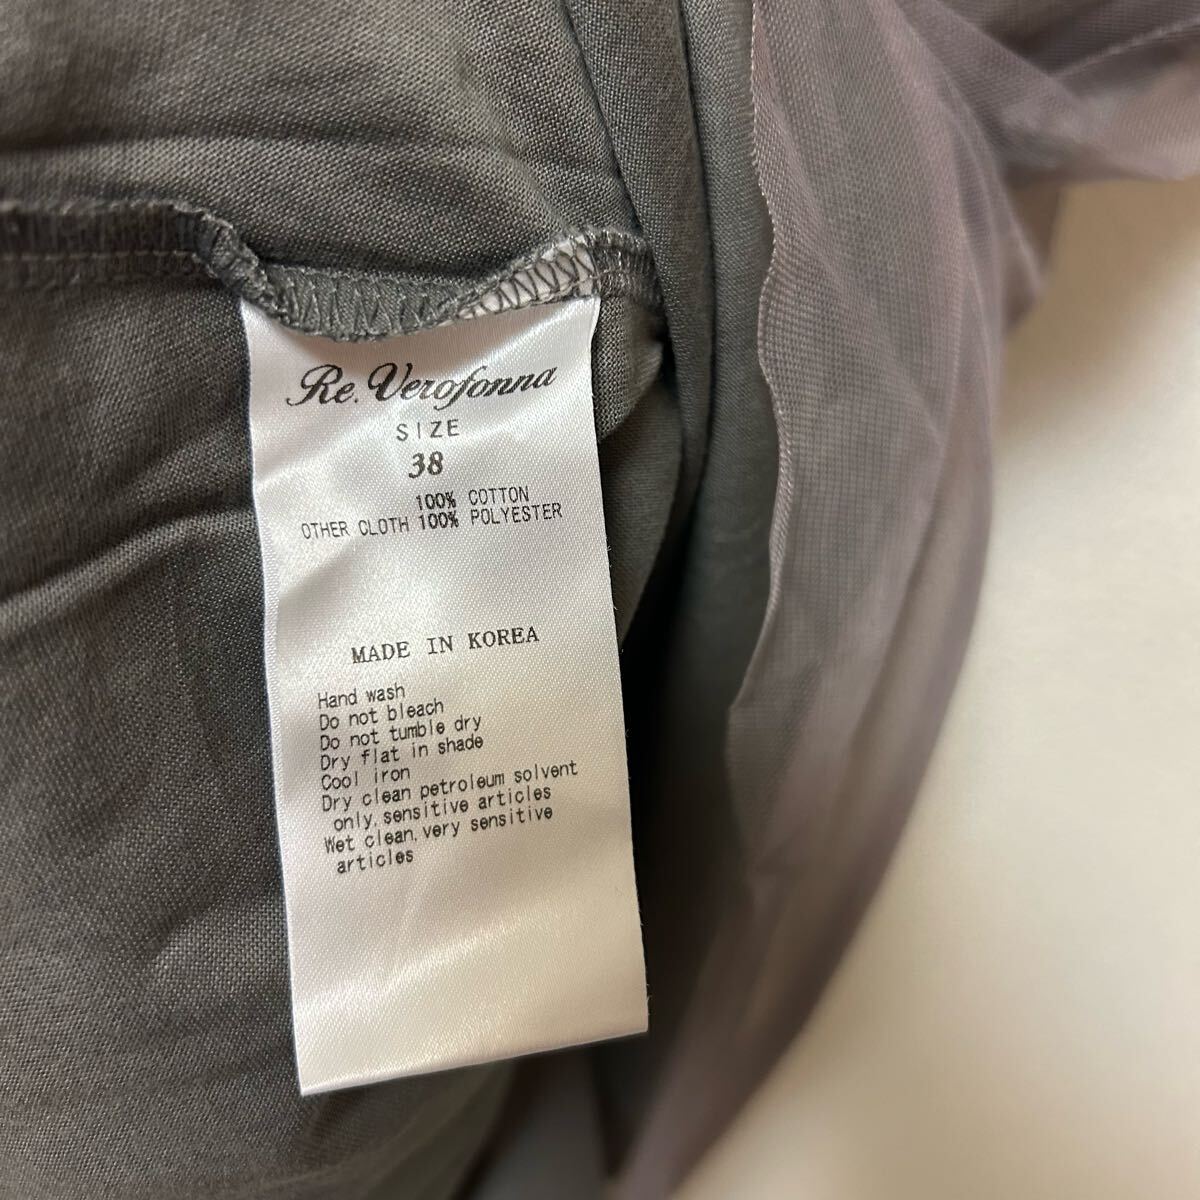 Re.Verofonna
SIZE
38
100% COTTON
OTHER CLOTH 100% POLYESTER
MADE IN KOREA
Hand wash
Do not bleach
Do not tumble dry
Dry flat in shade
Cool iron
Dry clean petroleum solvent
only,sensitive articles
Wet clean,very sensitive
articles